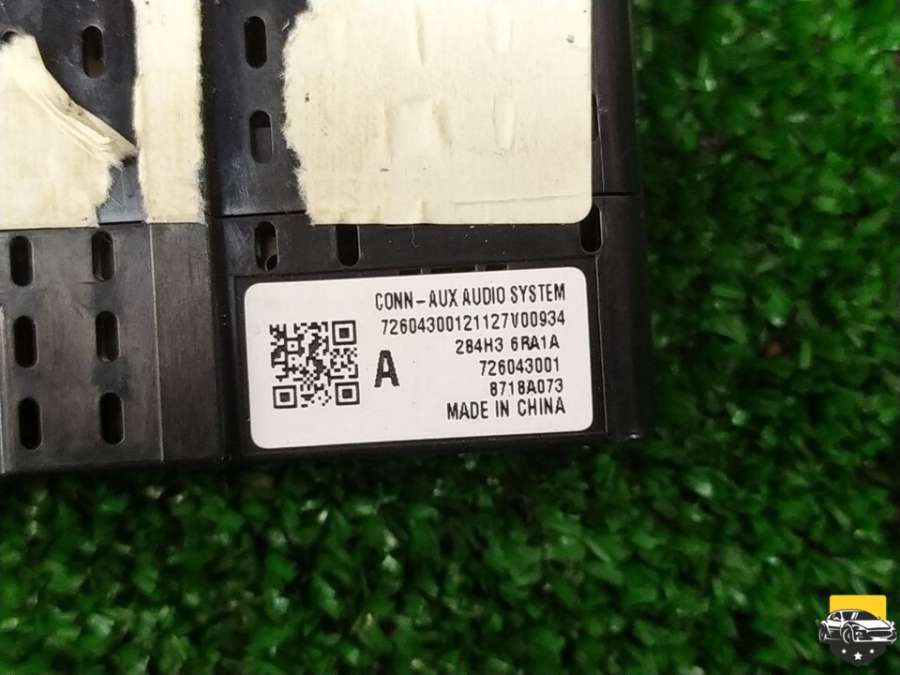 CONN-AUX AUDIO SYSTEM
72604300121127V00934
284H3 6RA1A
A
726043001
8718A073
MADE IN CHINA